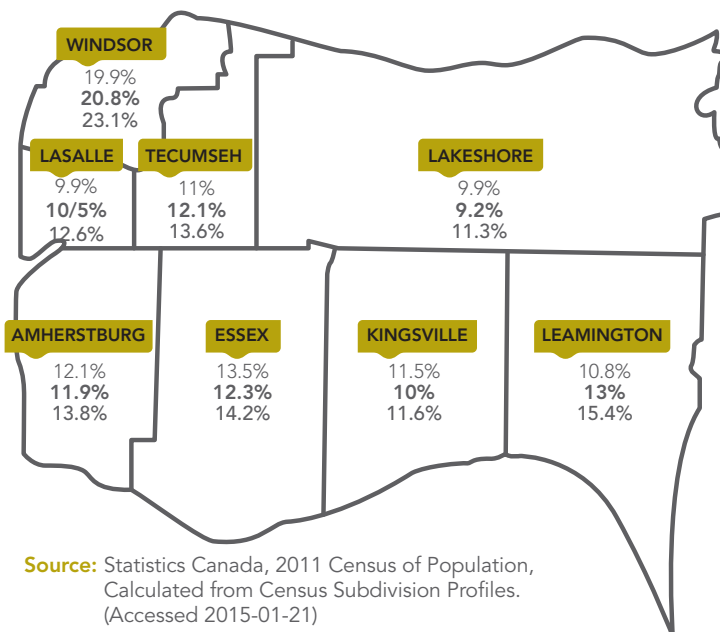 WINDSOR
19.9%
20.8%
23.1%
LASALLE
9.9%
10/5%
12.6%
TECUMSEH
11%
12.1%
13.6%
LAKESHORE
9.9%
9.2%
11.3%
AMHERSTBURG
12.1%
11.9%
13.8%
ESSEX
13.5%
12.3%
14.2%
KINGSVILLE
11.5%
10%
11.6%
LEAMINGTON
10.8%
13%
15.4%
Source: Statistics Canada, 2011 Census of Population,
Calculated from Census Subdivision Profiles.
(Accessed 2015-01-21)